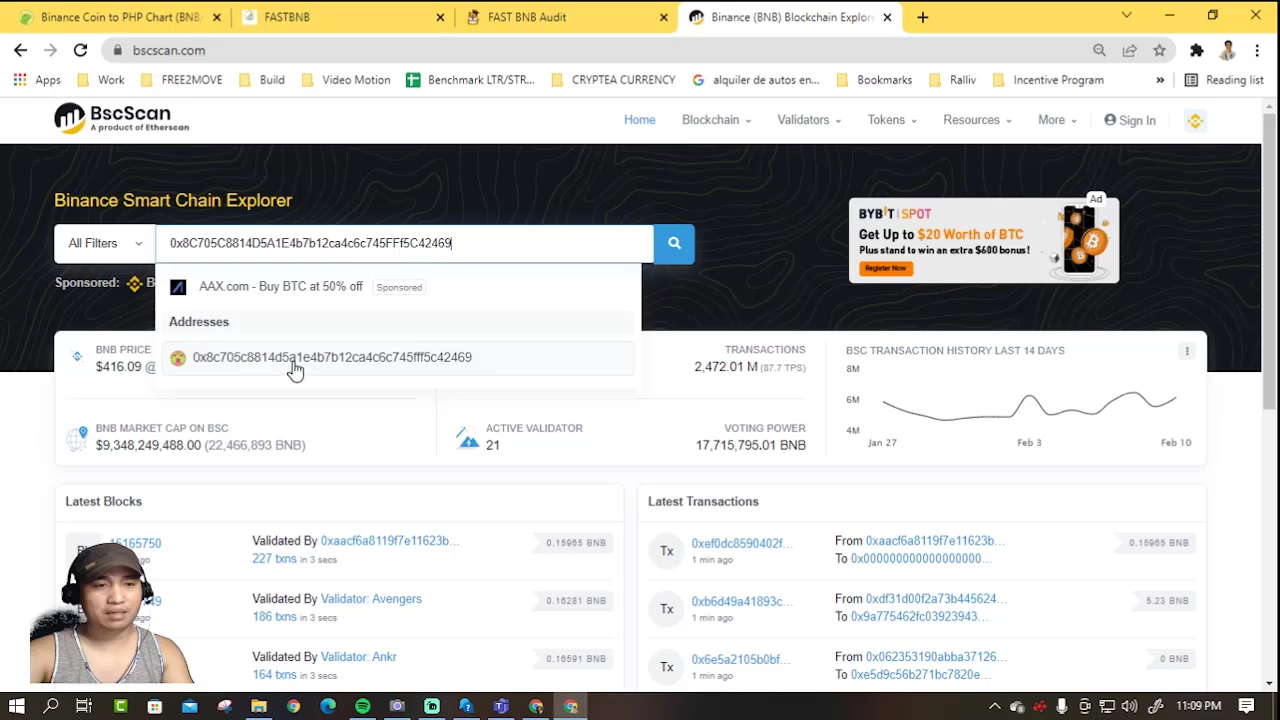 Binance Coin to PHP Chart (BNB/
FASTBNB
FAST BNB Audit
Binance (BNB) Blockchain Explor
bscscan.com
Apps
Work
FREE2MOVE
Build
Video Motion
Benchmark LTR/STR...
CRYPTEA CURRENCY
alquiler de autos en...
Bookmarks
Ralliv
Incentive Program
»
Reading list
BscScan
A product of Etherscan
Home
Blockchain
Validators
Tokens
Resources
More
Sign In
Binance Smart Chain Explorer
All Filters
0x8C705C8814D5A1E4b7b12ca4c6c745FFf5C42469
Sponsored:
B
AAX.com - Buy BTC at 50% off
Sponsored
Addresses
0x8c705c8814d5a1e4b7b12ca4c6c745fff5c42469
Ad
BYBIT | SPOT
Get Up to $20 Worth of BTC
Plus stand to win an extra $600 bonus!
Register Now
BNB PRICE
$416.09 @
TRANSACTIONS
2,472.01 M (87.7 TPS)
BNB MARKET CAP ON BSC
$9,348,249,488.00 (22,466,893 BNB)
ACTIVE VALIDATOR
21
VOTING POWER
17,715,795.01 BNB
BSC TRANSACTION HISTORY LAST 14 DAYS
8M
6M
4M
Jan 27
Feb 3
Feb 10
Latest Blocks
15165750
ago
Validated By 0xaacf6a8119f7e11623b...
227 txns in 3 secs
0.15965 BNB
49
ago
Validated By Validator: Avengers
186 txns in 3 secs
0.16281 BNB
Validated By Validator: Ankr
164 txns in 3 secs
0.16591 BNB
Latest Transactions
Tx
0xef0dc8590402f...
1 min ago
From 0xaacf6a8119f7e11623b...
To 0x000000000000000000...
0.15965 BNB
Tx
0xb6d49a41893c...
1 min ago
From 0xdf31d00f2a73b445624...
To 0x9a775462fc03923943...
5.23 BNB
Tx
0x6e5a2105b0bf...
1 min ago
From 0x062353190abba37126...
To 0xe5d9c56b271bc7820e...
0 BNB
11:09 PM